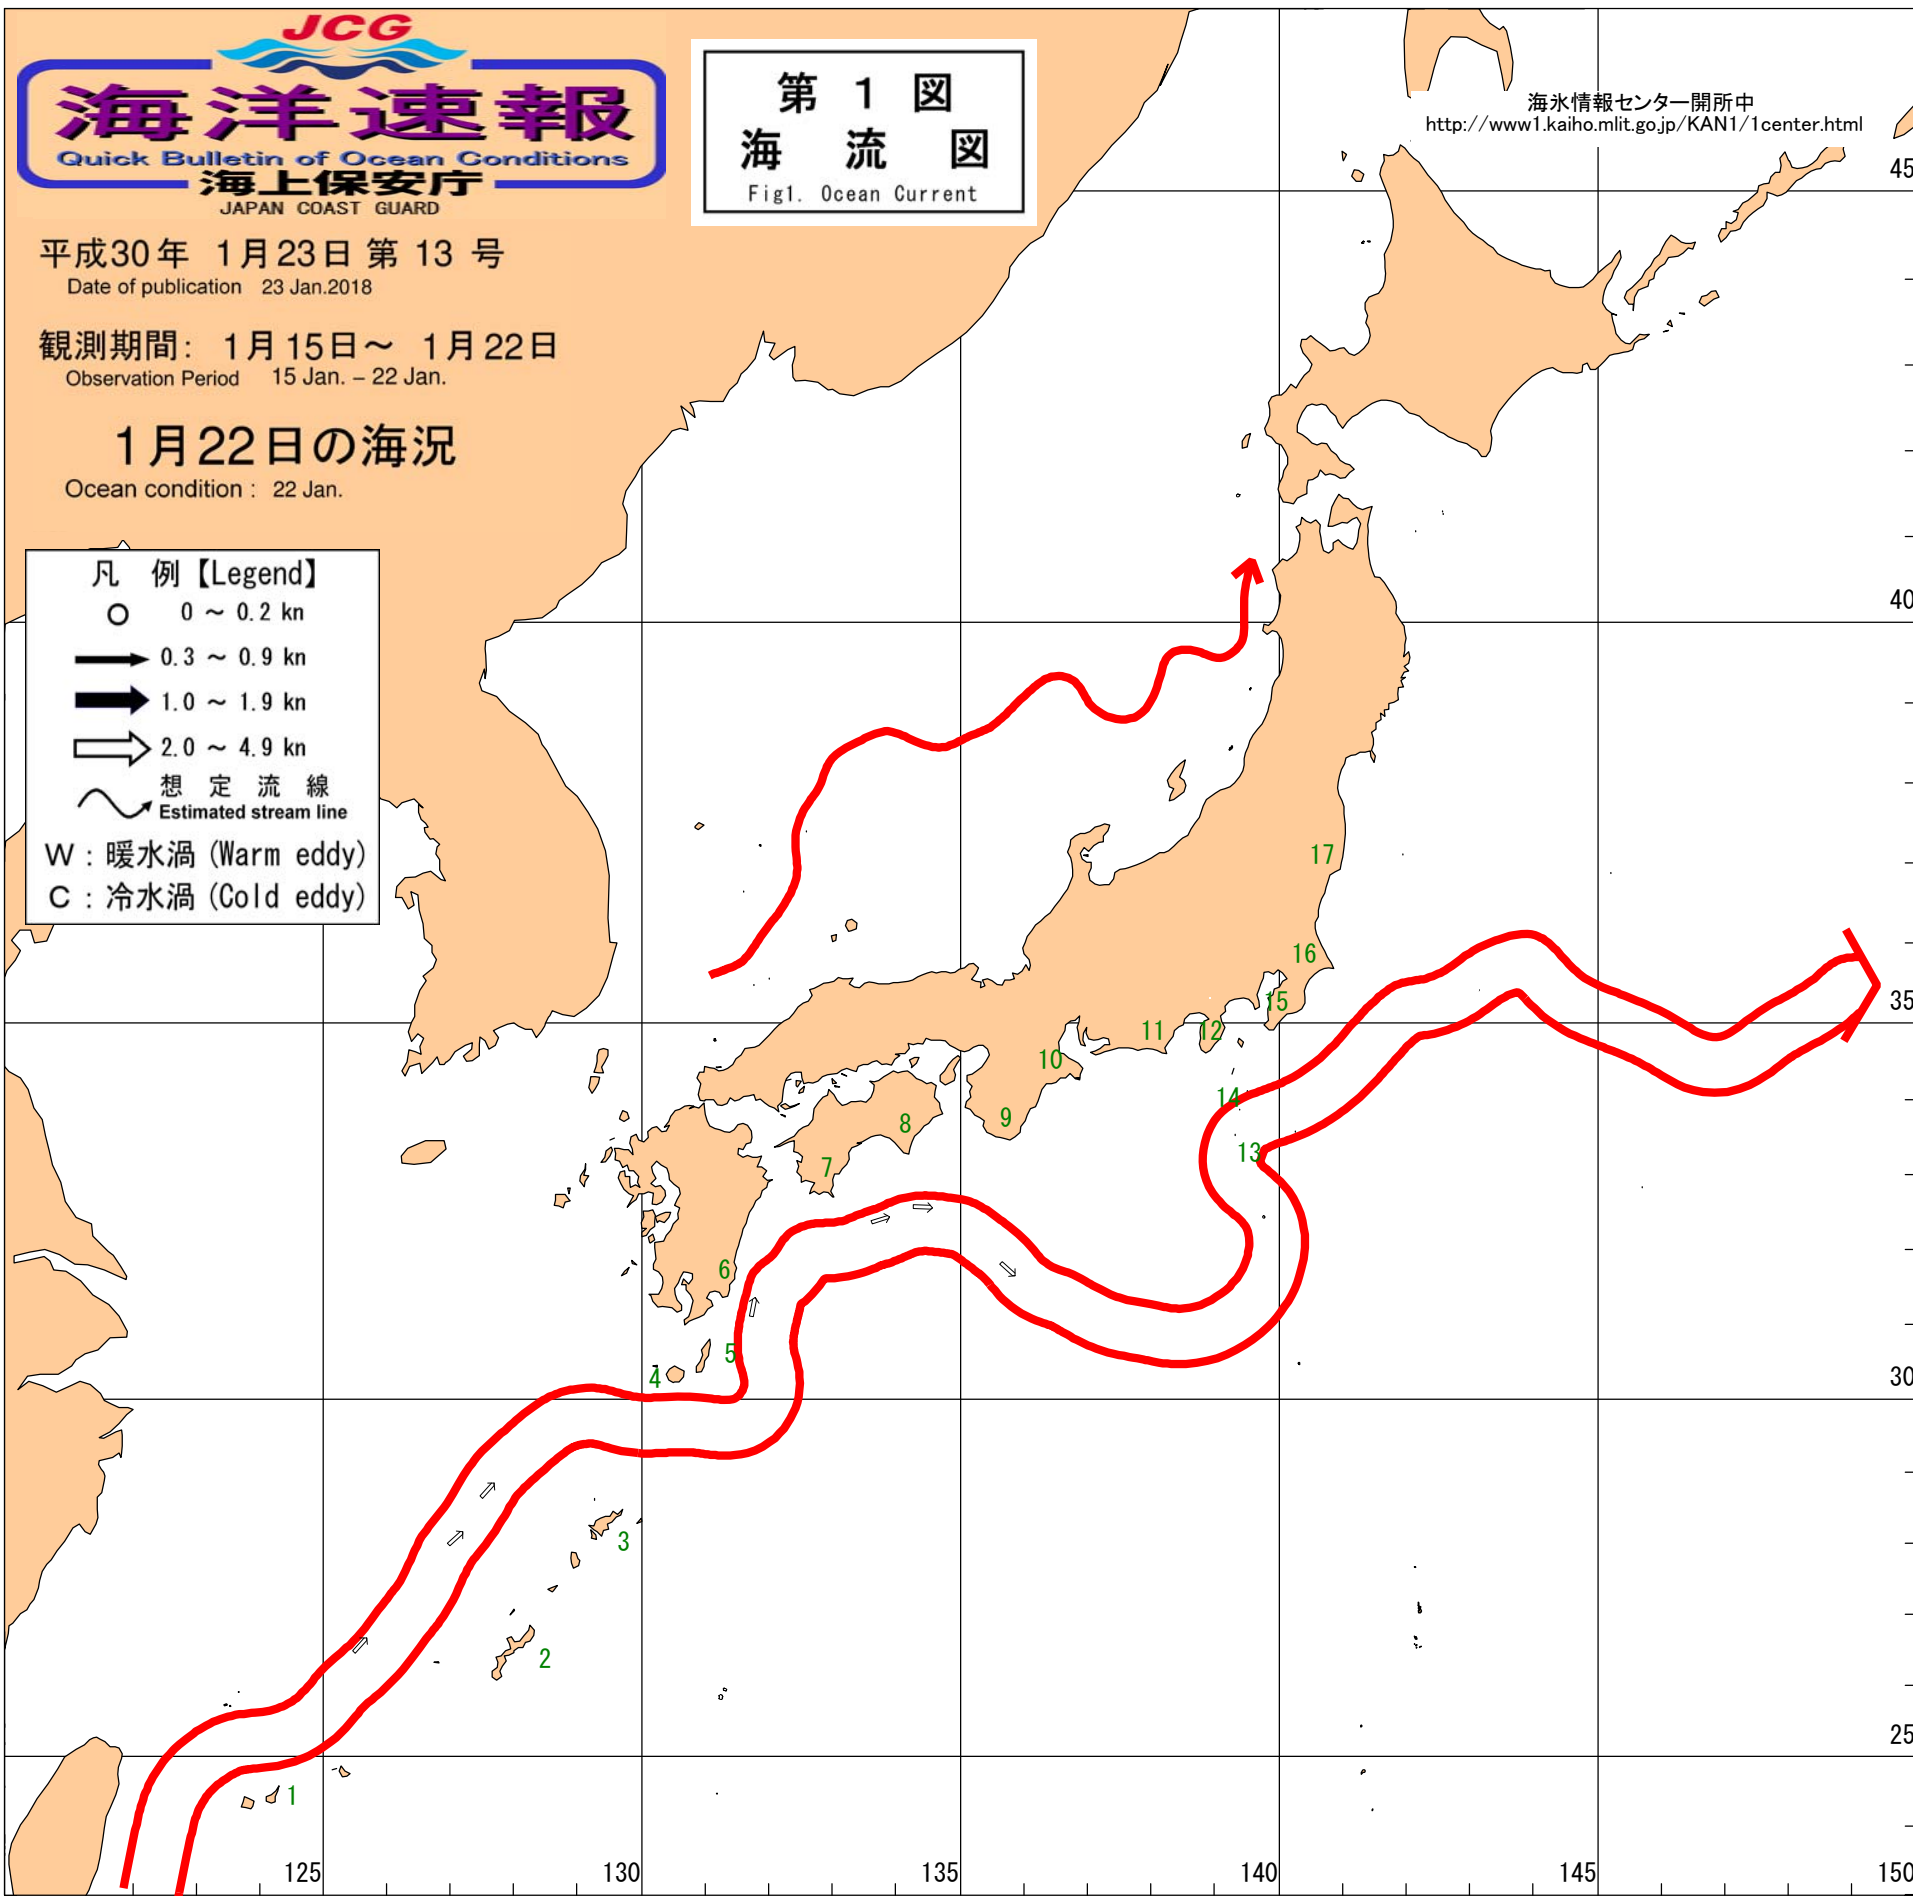 JCG
海洋速報
Quick Bulletin of Ocean Conditions
海上保安庁
JAPAN COAST GUARD
平成30年 1月23日 第 13 号
Date of publication 23 Jan.2018
観測期間: 1月15日～ 1月22日
Observation Period 15 Jan. – 22 Jan.
1月22日の海況
Ocean condition : 22 Jan.
第 1 図
海 流 図
Fig1. Ocean Current
海氷情報センター開所中
http://www1.kaiho.mlit.go.jp/KAN1/1center.html
凡 例【Legend】
0 ～ 0.2 kn
0.3 ～ 0.9 kn
1.0 ～ 1.9 kn
2.0 ～ 4.9 kn
想 定 流 線
Estimated stream line
W : 暖水渦 (Warm eddy)
C : 冷水渦 (Cold eddy)
45
40
35
30
25
17
16
15
12
11
10
14
13
9
8
7
6
5
4
3
2
1
125
130
135
140
145
150